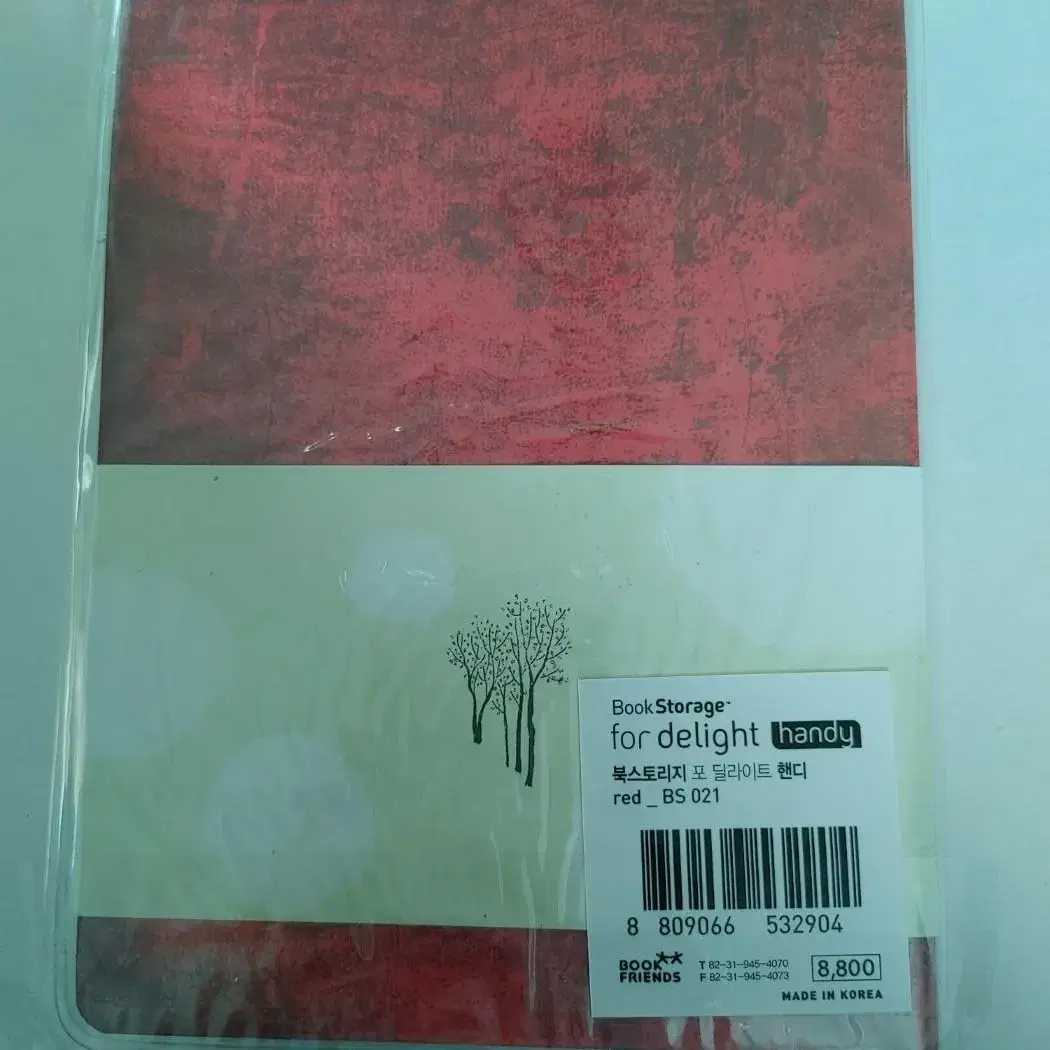 BookStorage™
for delight handy
북스토리지 포 딜라이트 핸디
red _ BS 021
8 809066 532904
BOOK FRIENDS
T 82-31-945-4070
F 82-31-945-4073
8,800
MADE IN KOREA